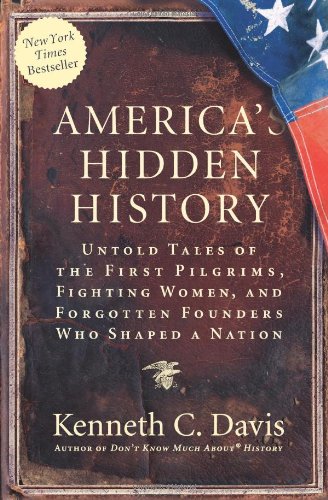 New York
Times
Bestseller
AMERICA'S
HIDDEN
HISTORY
UNTOLD TALES OF
THE FIRST PILGRIMS,
FIGHTING WOMEN, AND
FORGOTTEN FOUNDERS
WHO SHAPED A NATION
Kenneth C. Davis
AUTHOR OF DON'T KNOW MUCH ABOUT® HISTORY